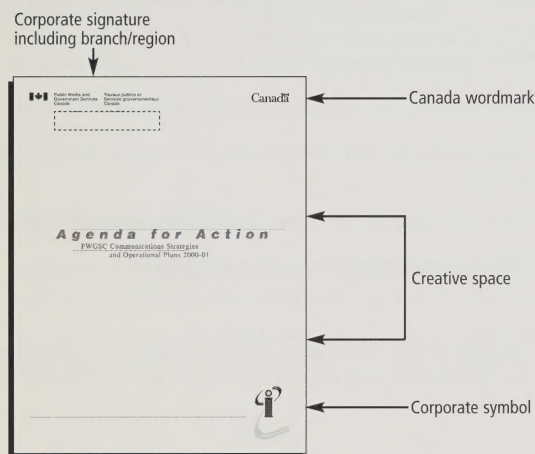 Corporate signature
including branch/region
Public Works and
Government Services
Canada
Travaux publics et
Services gouvernementaux
Canada
Canada
Canada wordmark
Agenda for Action
PWGSC Communications Strategies
and Operational Plans 2000-01
Creative space
Corporate symbol